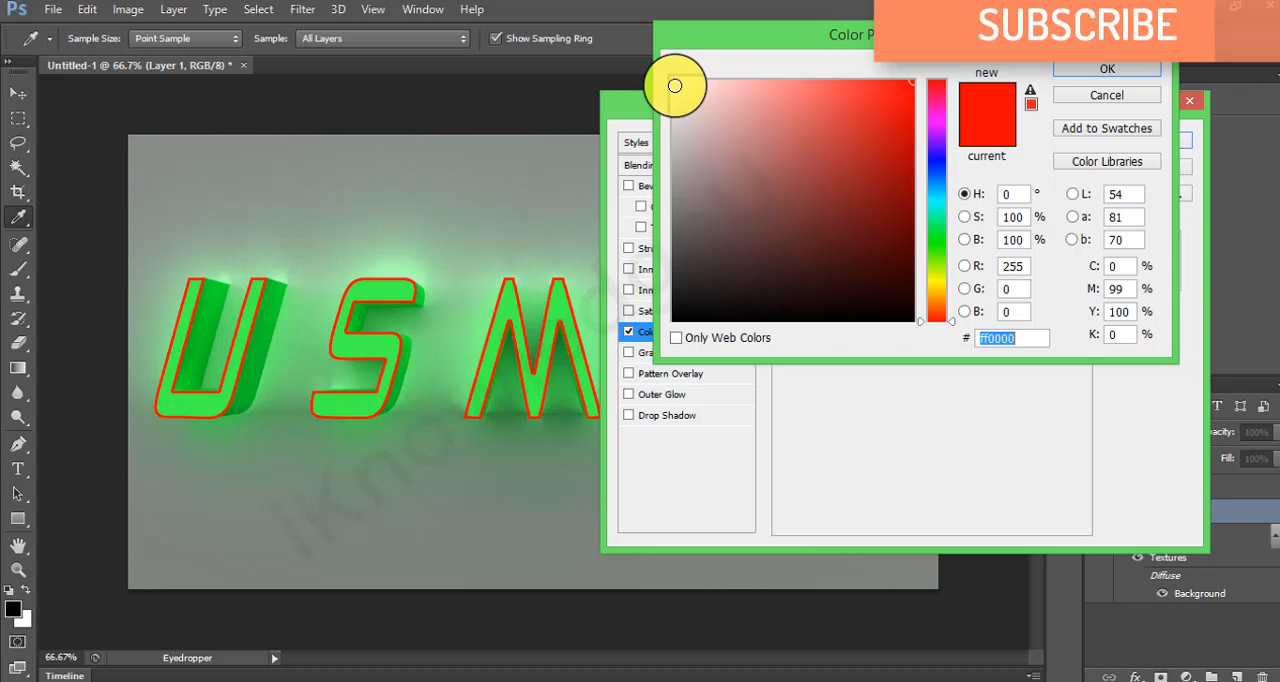 Ps File Edit Image Layer Type Select Filter 3D View Window Help
SUBSCRIBE
Sample Size: Point Sample Sample: All Layers Show Sampling Ring
Color P
Untitled-1 @ 66.7% (Layer 1, RGB/8) * ×
new
OK
Cancel
Add to Swatches
current
Color Libraries
H: 0 ° L: 54
S: 100 % a: 81
B: 100 % b: 70
R: 255 C: 0 %
G: 0 M: 99 %
B: 0 Y: 100 %
# ff0000 K: 0 %
Only Web Colors
Styles
Blending
Bev
C
T
Stro
Inn
Inn
Sat
Col
Gra
Pattern Overlay
Outer Glow
Drop Shadow
U S M
pacity: 100%
Fill: 100%
Textures
Diffuse
Background
66.67% Eyedropper
Timeline
fx